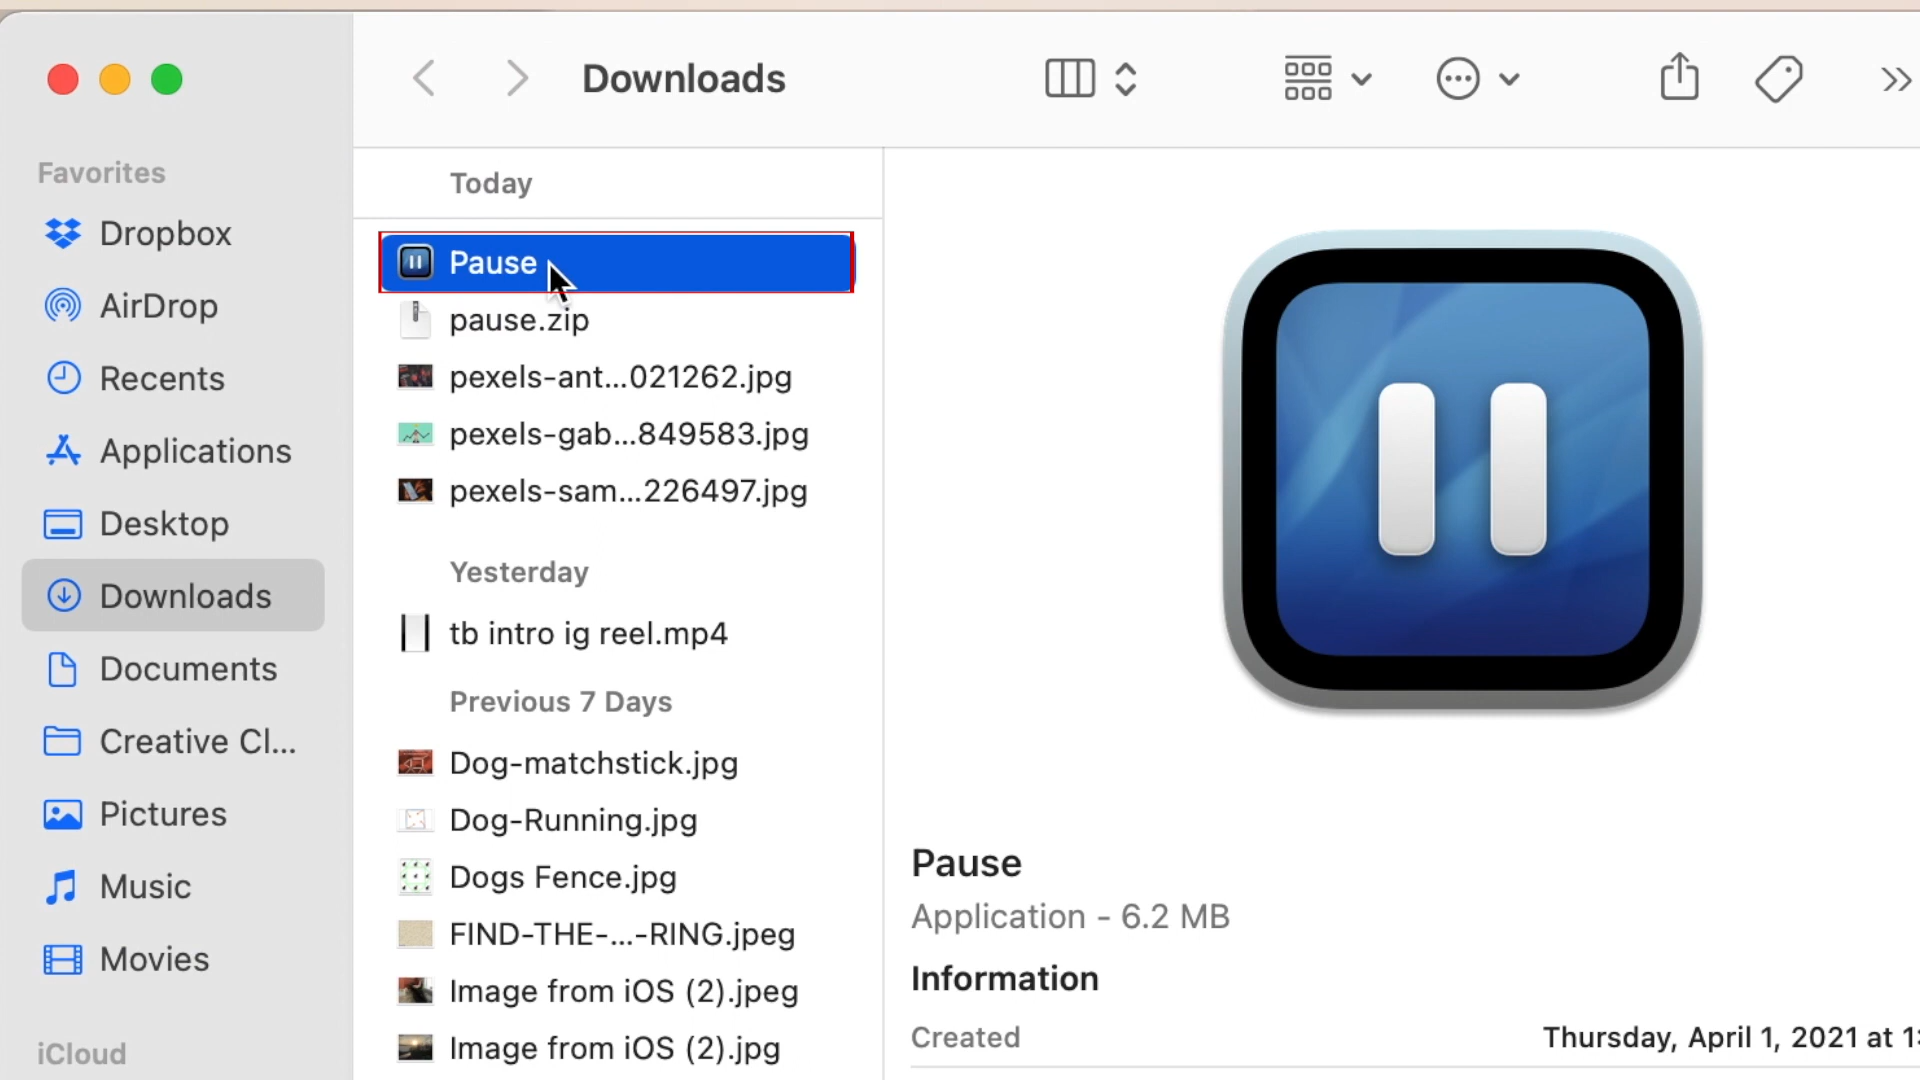 Downloads
Favorites
Dropbox
AirDrop
Recents
Applications
Desktop
Downloads
Documents
Creative Cl...
Pictures
Music
Movies
iCloud
Today
Pause
pause.zip
pexels-ant...021262.jpg
pexels-gab...849583.jpg
pexels-sam...226497.jpg
Yesterday
tb intro ig reel.mp4
Previous 7 Days
Dog-matchstick.jpg
Dog-Running.jpg
Dogs Fence.jpg
FIND-THE-...-RING.jpeg
Image from iOS (2).jpeg
Image from iOS (2).jpg
Pause
Application - 6.2 MB
Information
Created Thursday, April 1, 2021 at